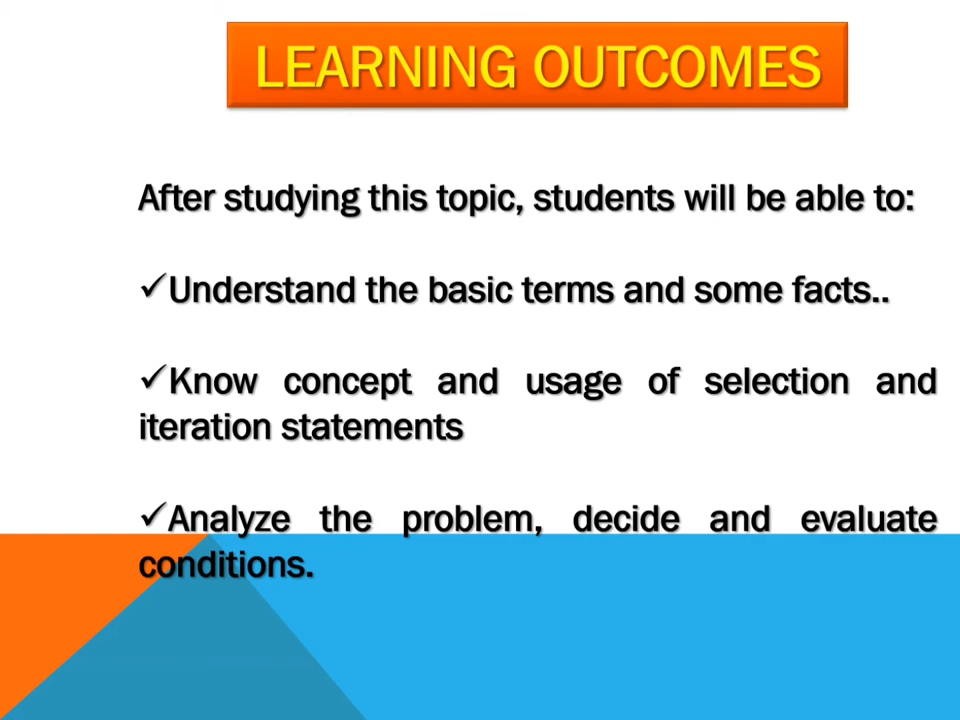 LEARNING OUTCOMES
After studying this topic, students will be able to:
✓Understand the basic terms and some facts..
✓Know concept and usage of selection and
iteration statements
✓Analyze the problem, decide and evaluate
conditions.